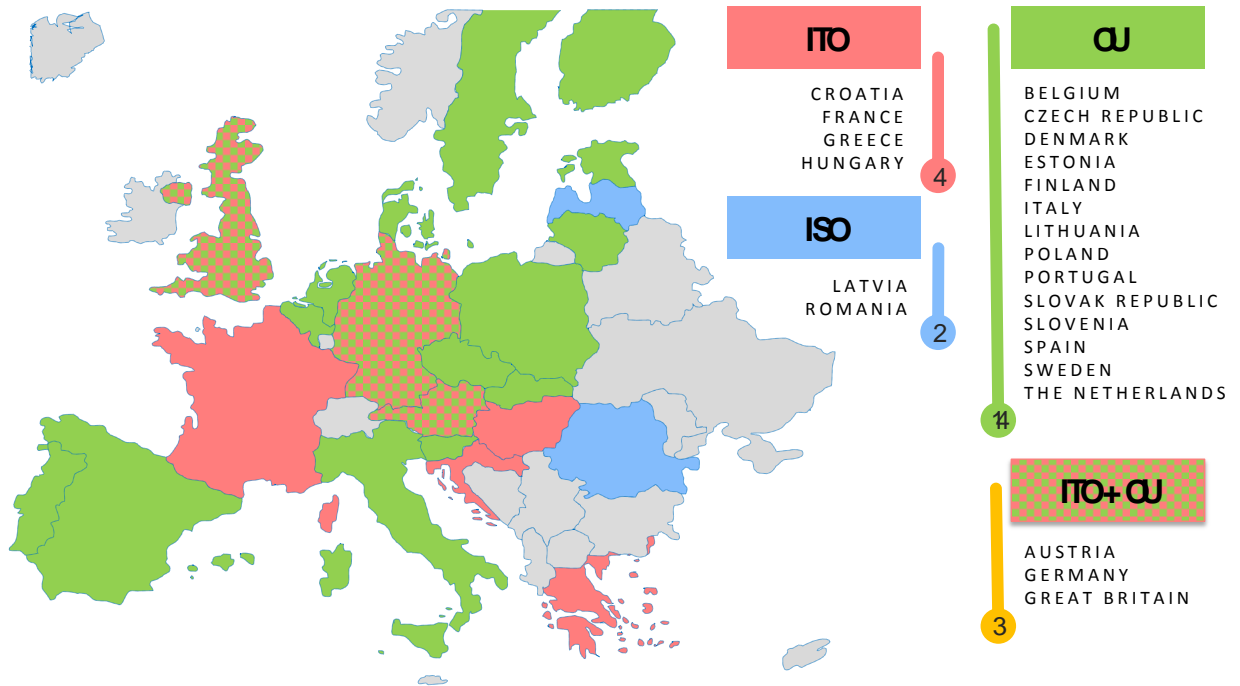 ITO
CROATIA
FRANCE
GREECE
HUNGARY
4
ISO
LATVIA
ROMANIA
2
OU
BELGIUM
CZECH REPUBLIC
DENMARK
ESTONIA
FINLAND
ITALY
LITHUANIA
POLAND
PORTUGAL
SLOVAK REPUBLIC
SLOVENIA
SPAIN
SWEDEN
THE NETHERLANDS
14
ITO + OU
AUSTRIA
GERMANY
GREAT BRITAIN
3